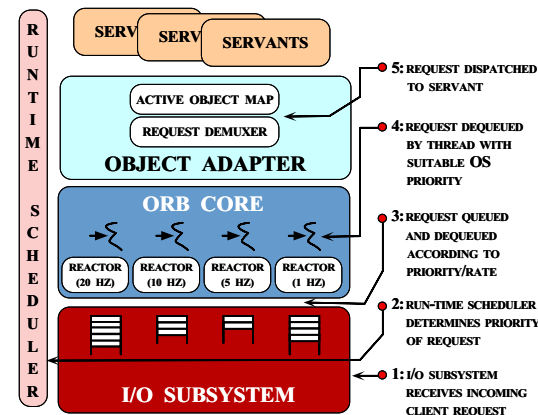 RUNTIME SCHEDULER
SERV
SERV
SERVANTS
ACTIVE OBJECT MAP
REQUEST DEMUXER
OBJECT ADAPTER
ORB CORE
REACTOR
(20 HZ)
REACTOR
(10 HZ)
REACTOR
(5 HZ)
REACTOR
(1 HZ)
I/O SUBSYSTEM
5: REQUEST DISPATCHED
TO SERVANT
4: REQUEST DEQUEUED
BY THREAD WITH
SUITABLE OS
PRIORITY
3: REQUEST QUEUED
AND DEQUEUED
ACCORDING TO
PRIORITY/RATE
2: RUN-TIME SCHEDULER
DETERMINES PRIORITY
OF REQUEST
1: I/O SUBSYSTEM
RECEIVES INCOMING
CLIENT REQUEST